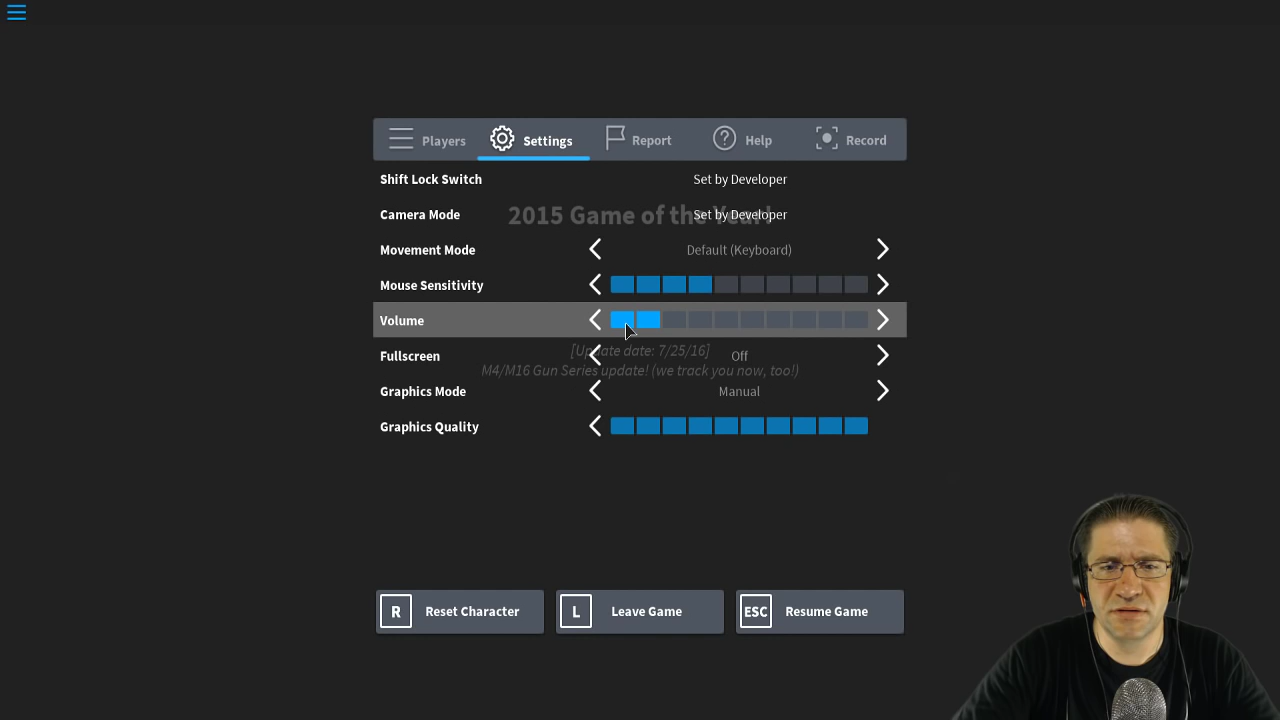 Players Settings Report Help Record
Shift Lock Switch Set by Developer
2015 Game of the Year!
Camera Mode Set by Developer
Movement Mode Default (Keyboard)
Mouse Sensitivity
Volume
[Update date: 7/25/16]
Fullscreen Off
M4/M16 Gun Series update! (we track you now, too!)
Graphics Mode Manual
Graphics Quality
R Reset Character L Leave Game ESC Resume Game